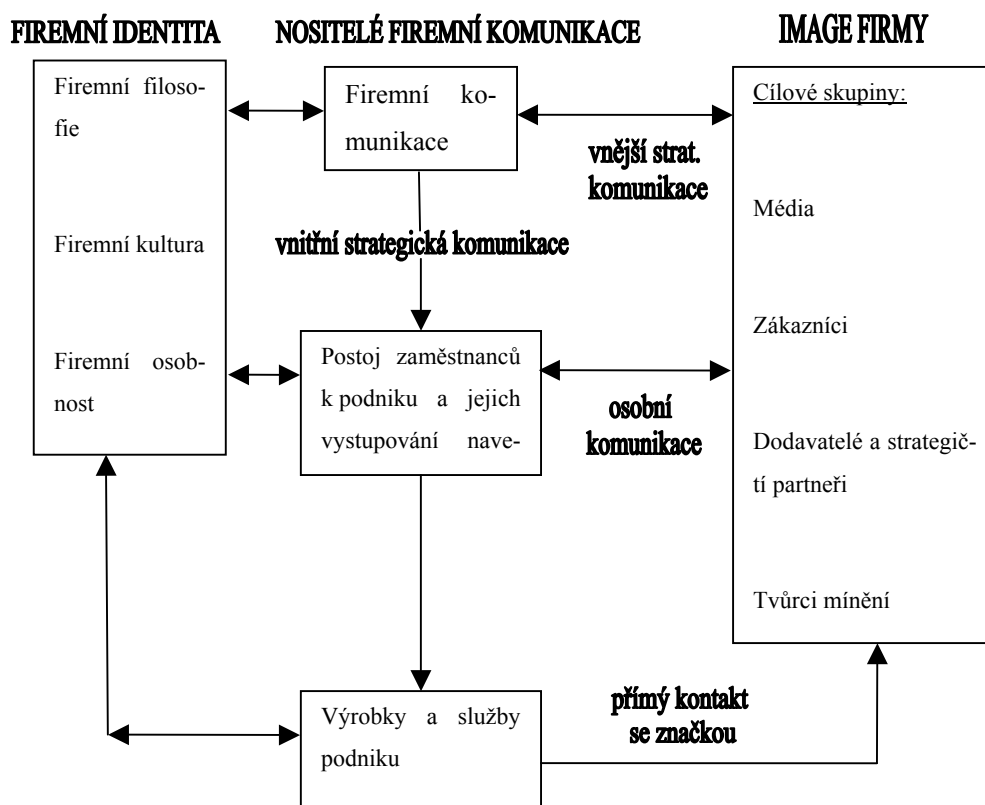 FIREMNÍ IDENTITA
Firemní filoso-
fie
Firemní kultura
Firemní osob-
nost
NOSITELÉ FIREMNÍ KOMUNIKACE
Firemní ko-
munikace
vnitřní strategická komunikace
Postoj zaměstnanců
k podniku a jejich
vystupování nave-
Výrobky a služby
podniku
vnější strat.
komunikace
osobní
komunikace
přímý kontakt
se značkou
IMAGE FIRMY
Cílové skupiny:
Média
Zákazníci
Dodavatelé a strategič-
tí partneři
Tvůrci mínění